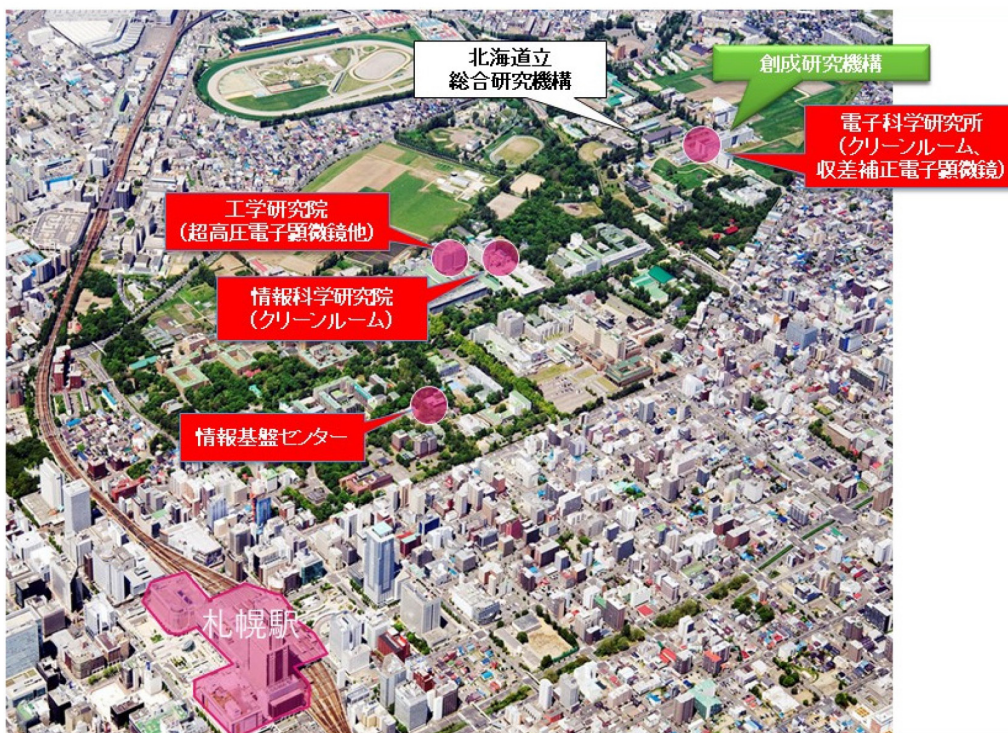 北海道立
総合研究機構
創成研究機構
電子科学研究所
(クリーンルーム、
収差補正電子顕微鏡)
工学研究院
(超高圧電子顕微鏡他)
情報科学研究院
(クリーンルーム)
情報基盤センター
札幌駅